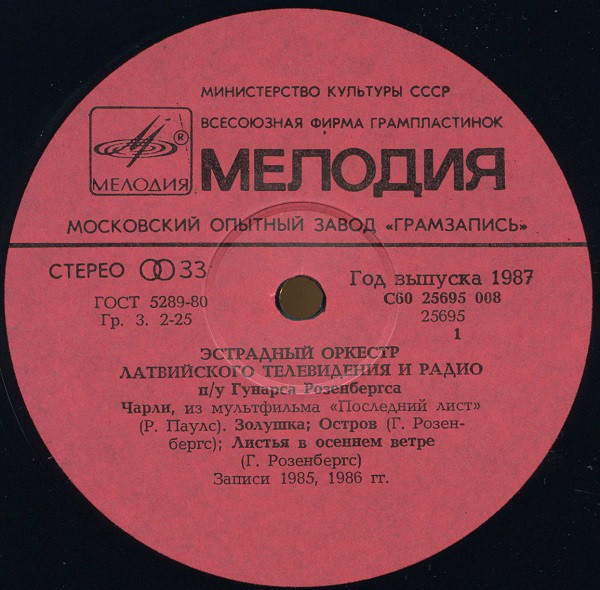 МИНИСТЕРСТВО КУЛЬТУРЫ СССР
ВСЕСОЮЗНАЯ ФИРМА ГРАМПЛАСТИНОК
®
МЕЛОДИЯ
МЕЛОДИЯ
МОСКОВСКИЙ ОПЫТНЫЙ ЗАВОД «ГРАМЗАПИСЬ»
СТЕРЕО 33
Год выпуска 1987
ГОСТ 5289-80
С60 25695 008
Гр. 3. 2-25
25695
1
ЭСТРАДНЫЙ ОРКЕСТР
ЛАТВИЙСКОГО ТЕЛЕВИДЕНИЯ И РАДИО
п/у Гунарса Розенбергса
Чарли, из мультфильма «Последний лист»
(Р. Паулс). Золушка; Остров (Г. Розен-
бергс); Листья в осеннем ветре
(Г. Розенбергс)
Записи 1985, 1986 гг.